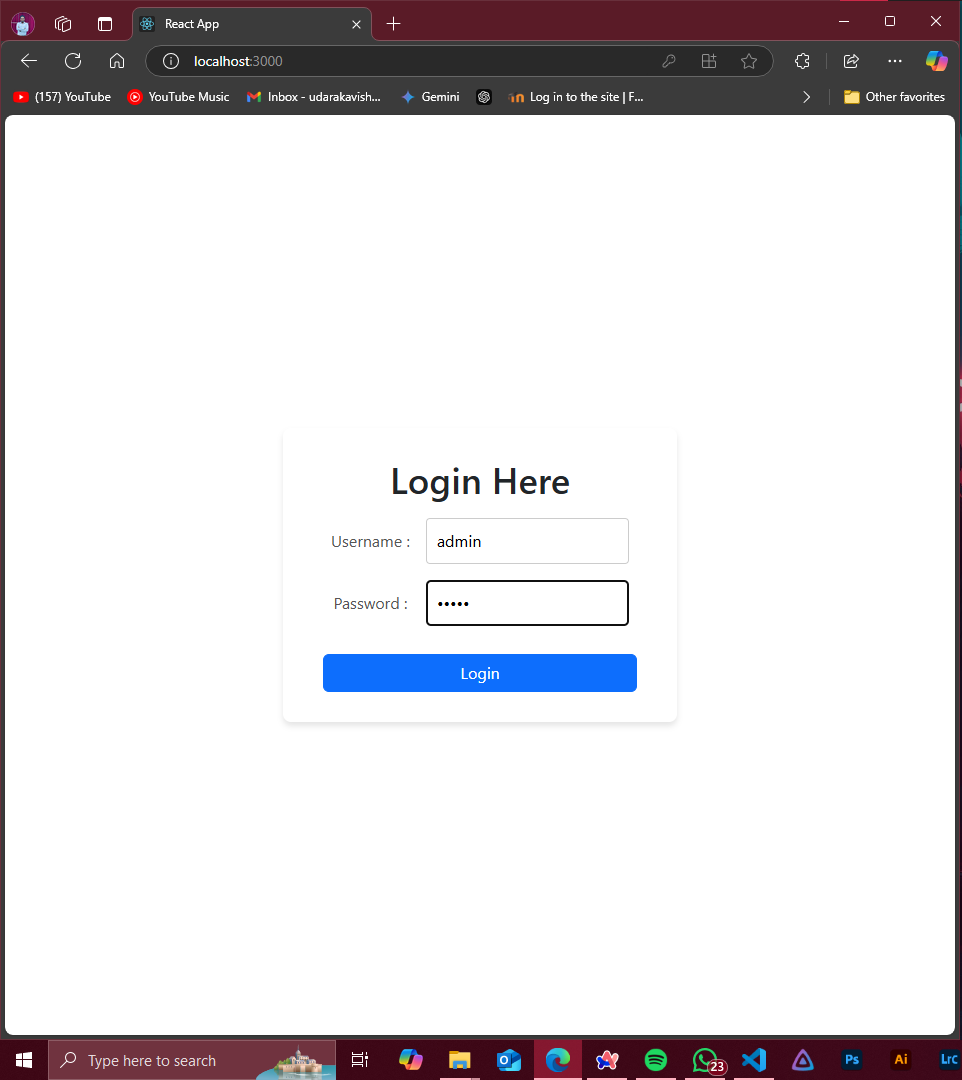 React App
localhost:3000
(157) YouTube
YouTube Music
Inbox - udarakavish...
Gemini
Log in to the site | F...
Other favorites
Login Here
Username :
admin
Password :
•••••
Login
Type here to search
23
Ps
Ai
Lrc